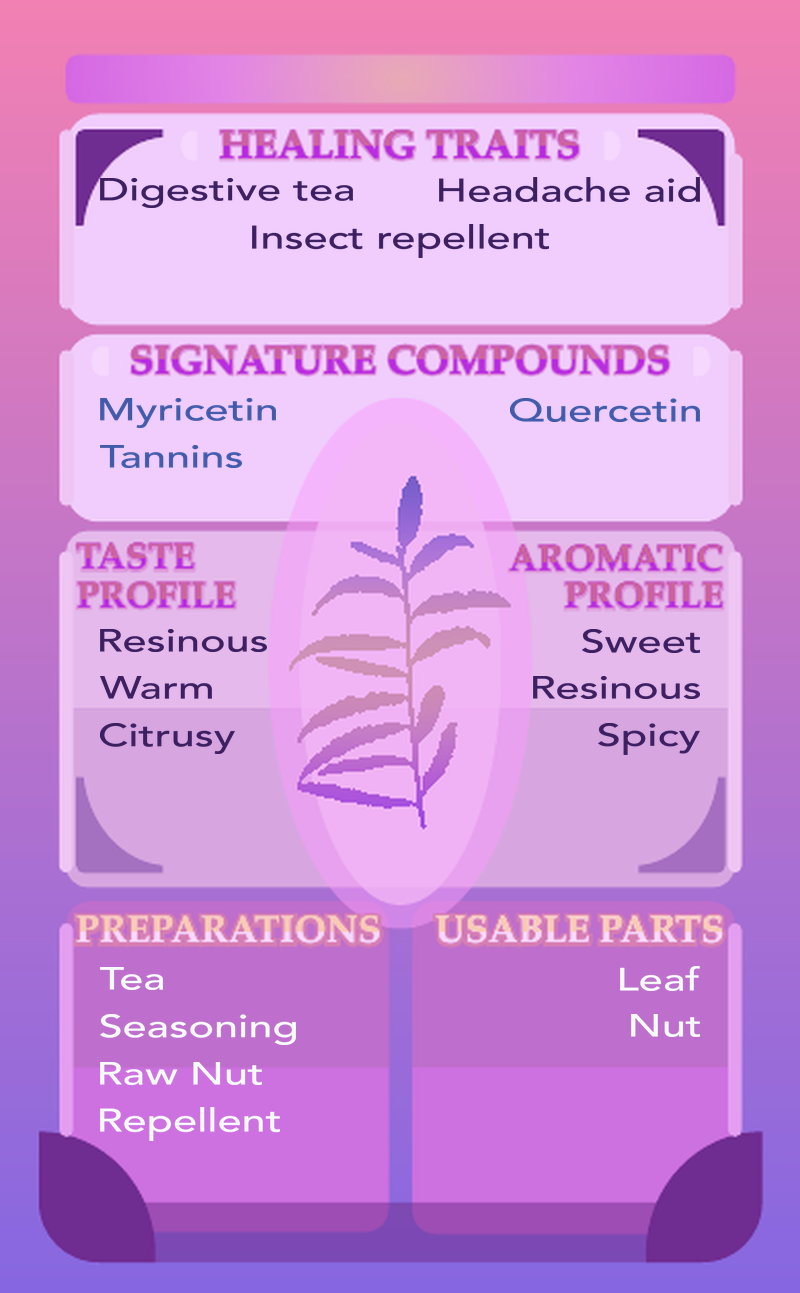 HEALING TRAITS
Digestive tea Headache aid
Insect repellent
SIGNATURE COMPOUNDS
Myricetin Quercetin
Tannins
TASTE
PROFILE
Resinous
Warm
Citrusy
AROMATIC
PROFILE
Sweet
Resinous
Spicy
PREPARATIONS
Tea
Seasoning
Raw Nut
Repellent
USABLE PARTS
Leaf
Nut